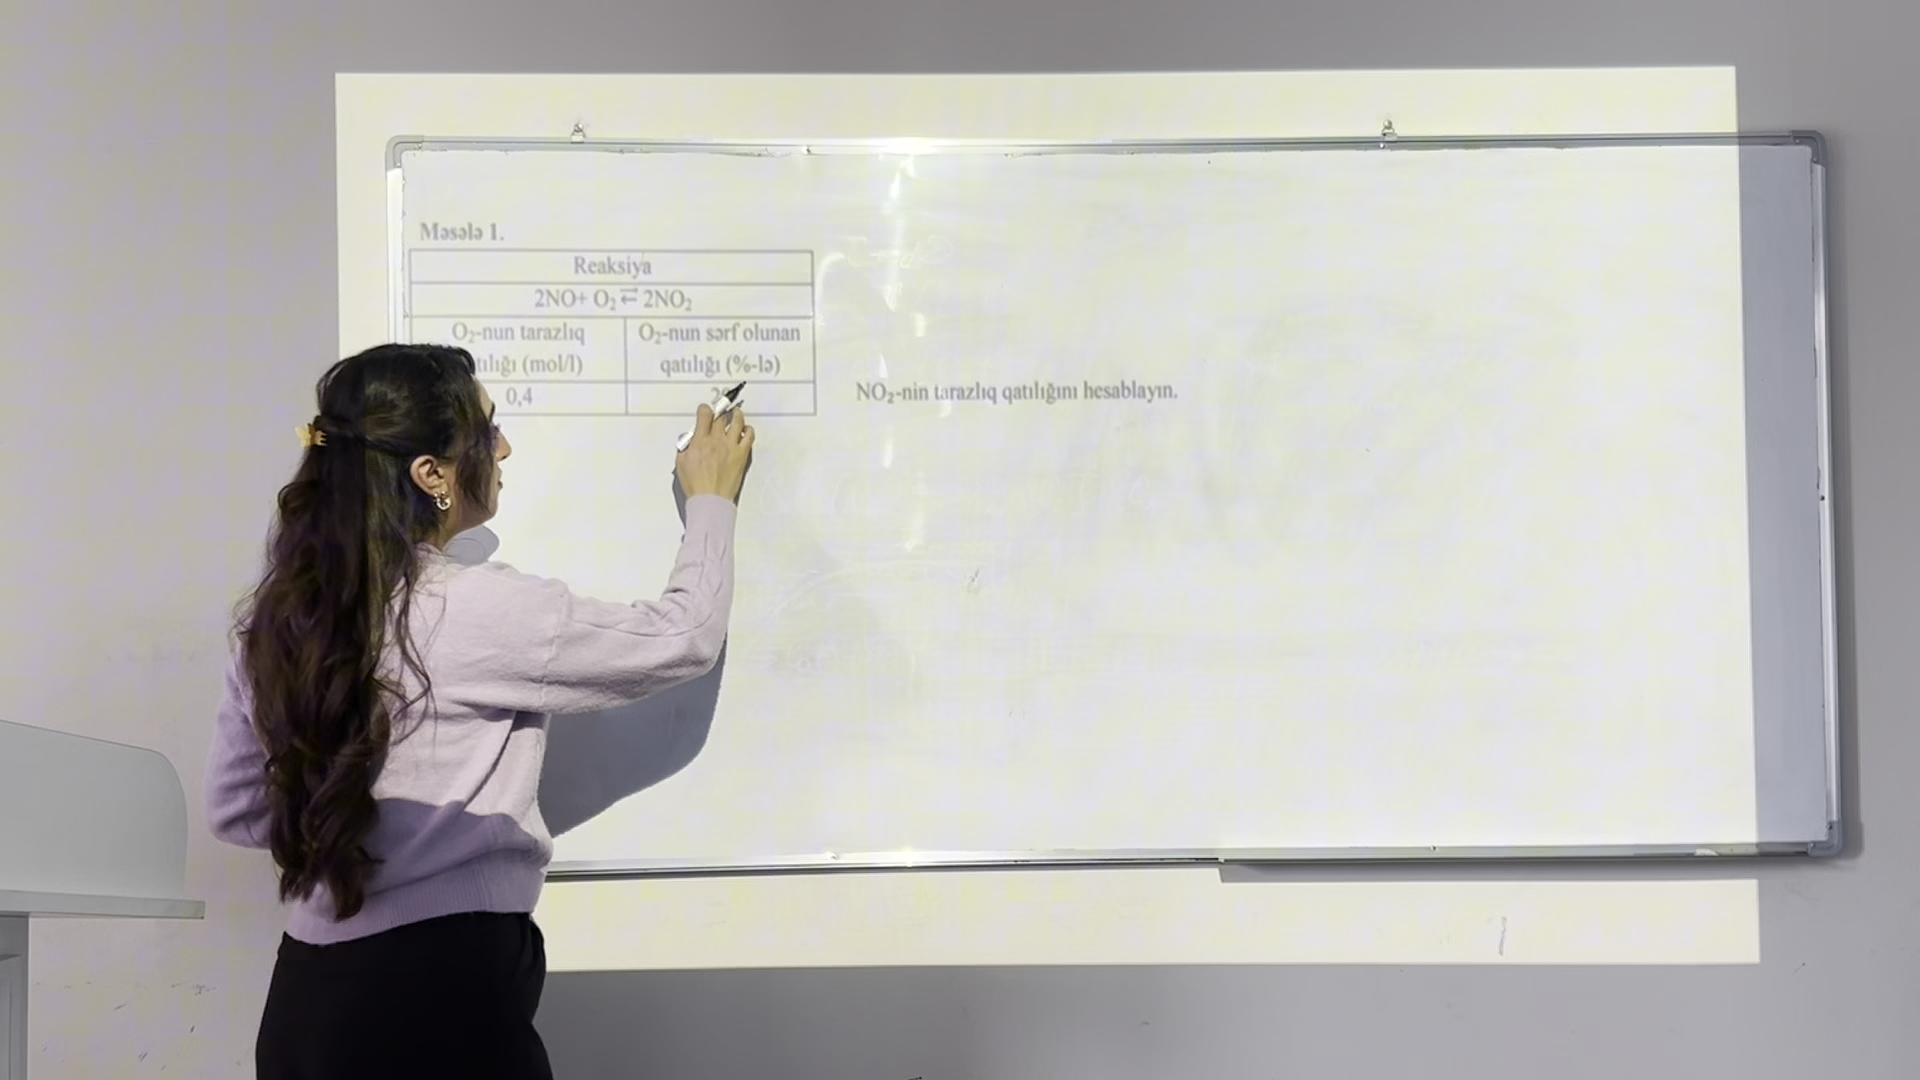 Məsələ 1.
Reaksiya
2NO+ O₂ ⇄ 2NO₂
O₂-nun tarazlıq
(mol/l)
O₂-nun sərf olunan
qatılığı (%-lə)
0,4
NO₂-nin tarazlıq qatılığını hesablayın.